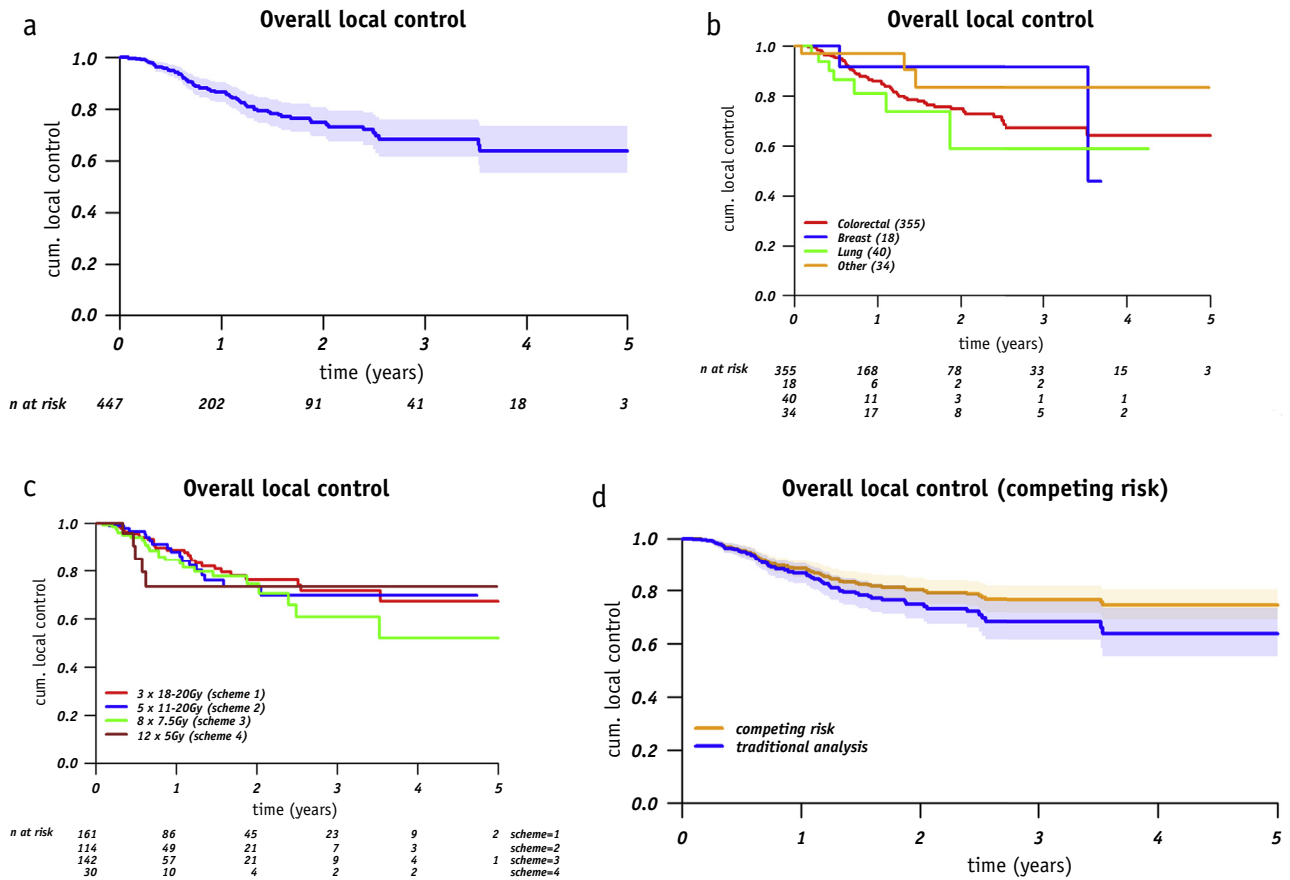 a
Overall local control
cum. local control
1.0
0.8
0.6
0.4
0.2
0.0
0 1 2 3 4 5
time (years)
n at risk 447 202 91 41 18 3
b
Overall local control
cum. local control
1.0
0.8
0.6
0.4
0.2
0.0
Colorectal (355)
Breast (18)
Lung (40)
Other (34)
0 1 2 3 4 5
time (years)
n at risk 355 168 78 33 15 3
18 6 2 2
40 11 3 1 1
34 17 8 5 2
c
Overall local control
cum. local control
1.0
0.8
0.6
0.4
0.2
0.0
3 x 18-20Gy (scheme 1)
5 x 11-20Gy (scheme 2)
8 x 7.5Gy (scheme 3)
12 x 5Gy (scheme 4)
0 1 2 3 4 5
time (years)
n at risk 161 86 45 23 9 2 scheme=1
114 49 21 7 3 scheme=2
142 57 21 9 4 1 scheme=3
30 10 4 2 2 scheme=4
d
Overall local control (competing risk)
cum. local control
1.0
0.8
0.6
0.4
0.2
0.0
competing risk
traditional analysis
0 1 2 3 4 5
time (years)